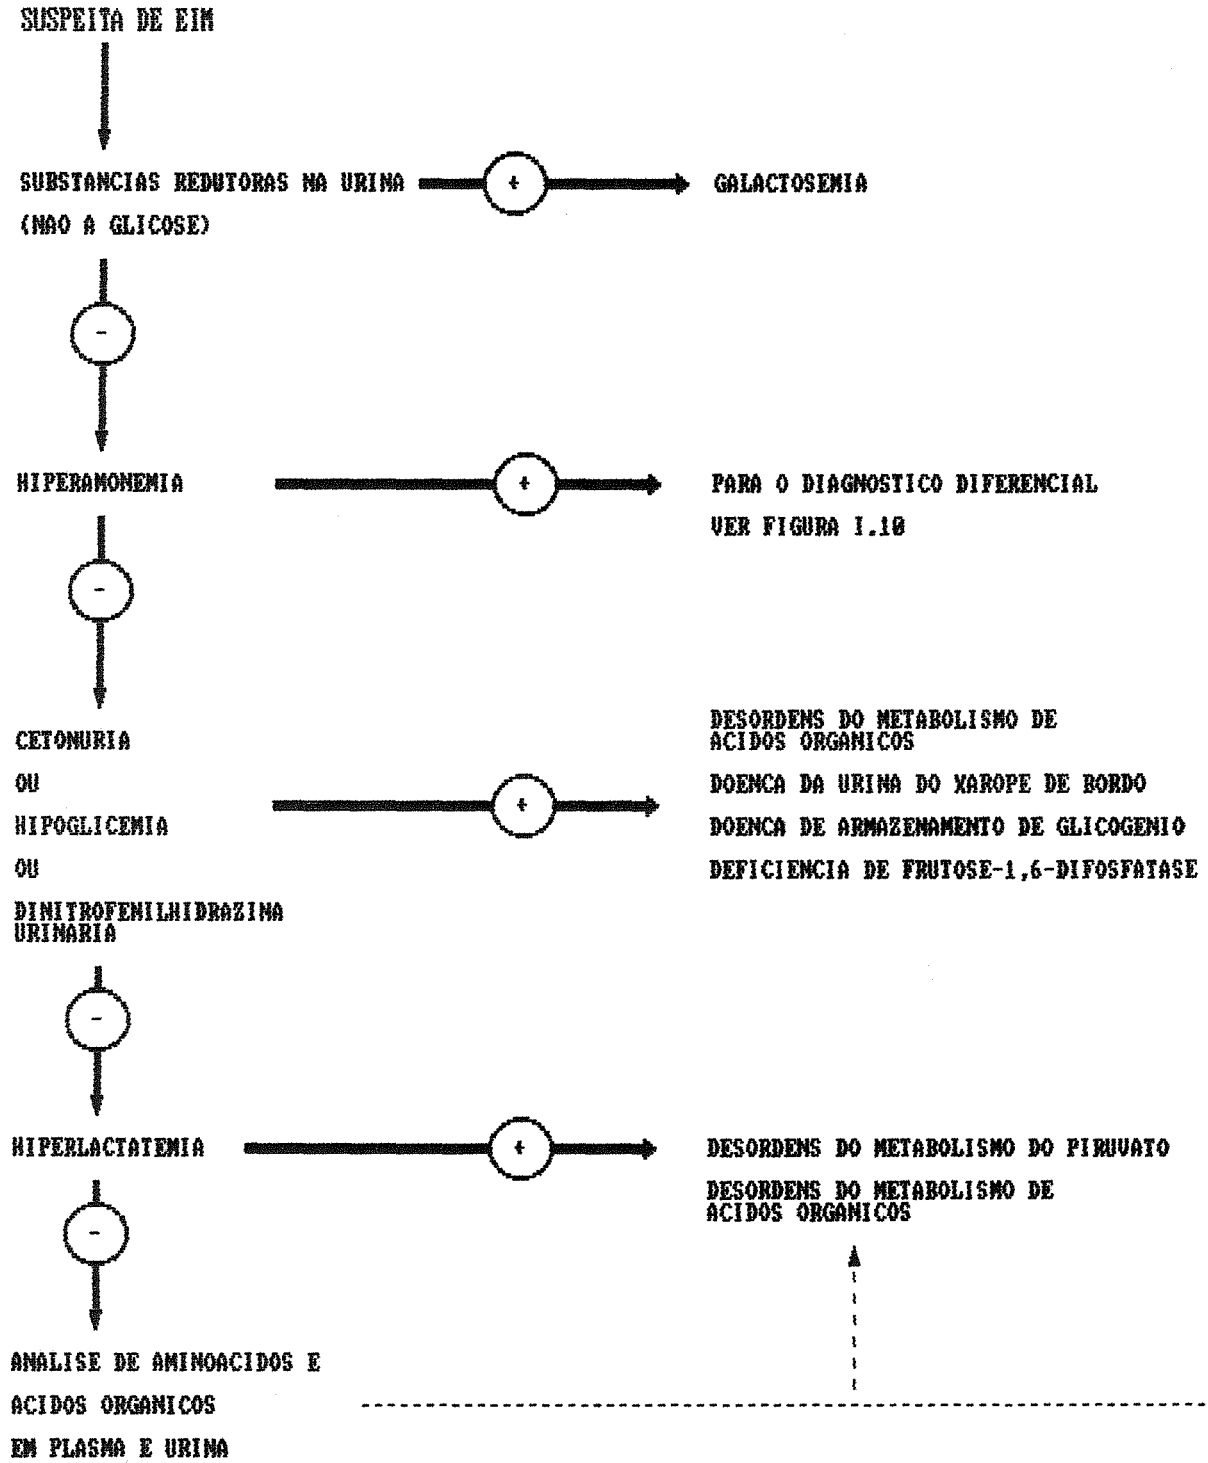 SUSPEITA DE EIM
SUBSTANCIAS REDUTORAS NA URINA
+
GALACTOSEMIA
(NAO A GLICOSE)
-
HIPERAMONEMIA
+
PARA O DIAGNOSTICO DIFERENCIAL
VER FIGURA I.10
-
CETONURIA
OU
HIPOGLICEMIA
OU
DINITROFENILHIDRAZINA
URINARIA
+
DESORDENS DO METABOLISMO DE
ACIDOS ORGANICOS
DOENCA DA URINA DO XAROPE DE BORDO
DOENCA DE ARMAZENAMENTO DE GLICOGENIO
DEFICIENCIA DE FRUTOSE-1,6-DIFOSFATASE
-
HIPERLACTATEMIA
+
DESORDENS DO METABOLISMO DO PIRUVATO
DESORDENS DO METABOLISMO DE
ACIDOS ORGANICOS
-
ANALISE DE AMINOACIDOS E
ACIDOS ORGANICOS
EM PLASMA E URINA